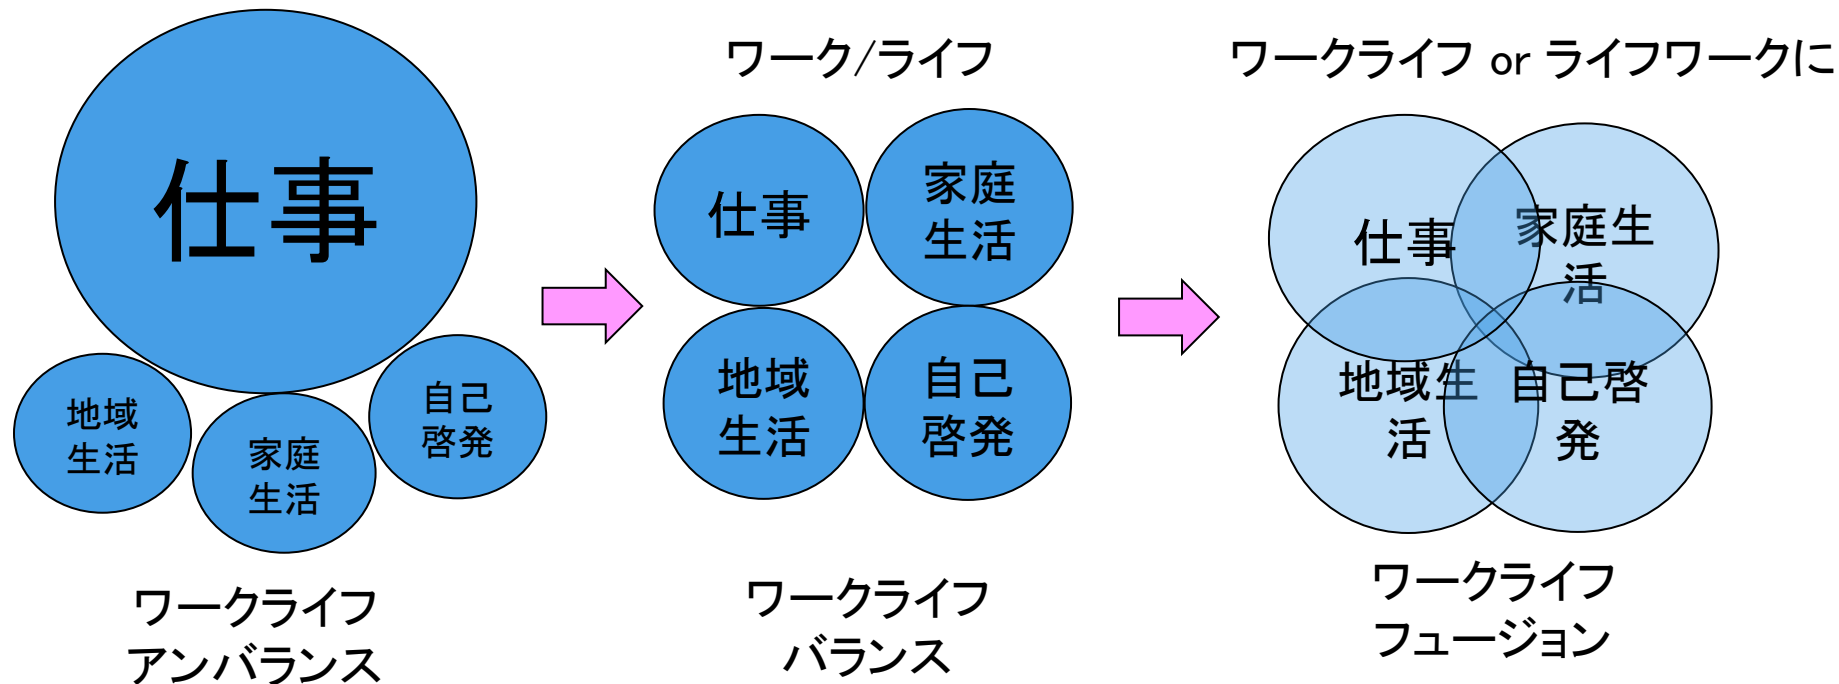 仕事
地域
生活
家庭
生活
自己
啓発
ワークライフ
アンバランス
ワーク/ライフ
仕事
家庭
生活
地域
生活
自己
啓発
ワークライフ
バランス
ワークライフ or ライフワークに
仕事
家庭生
活
地域生
活
自己啓
発
ワークライフ
フュージョン